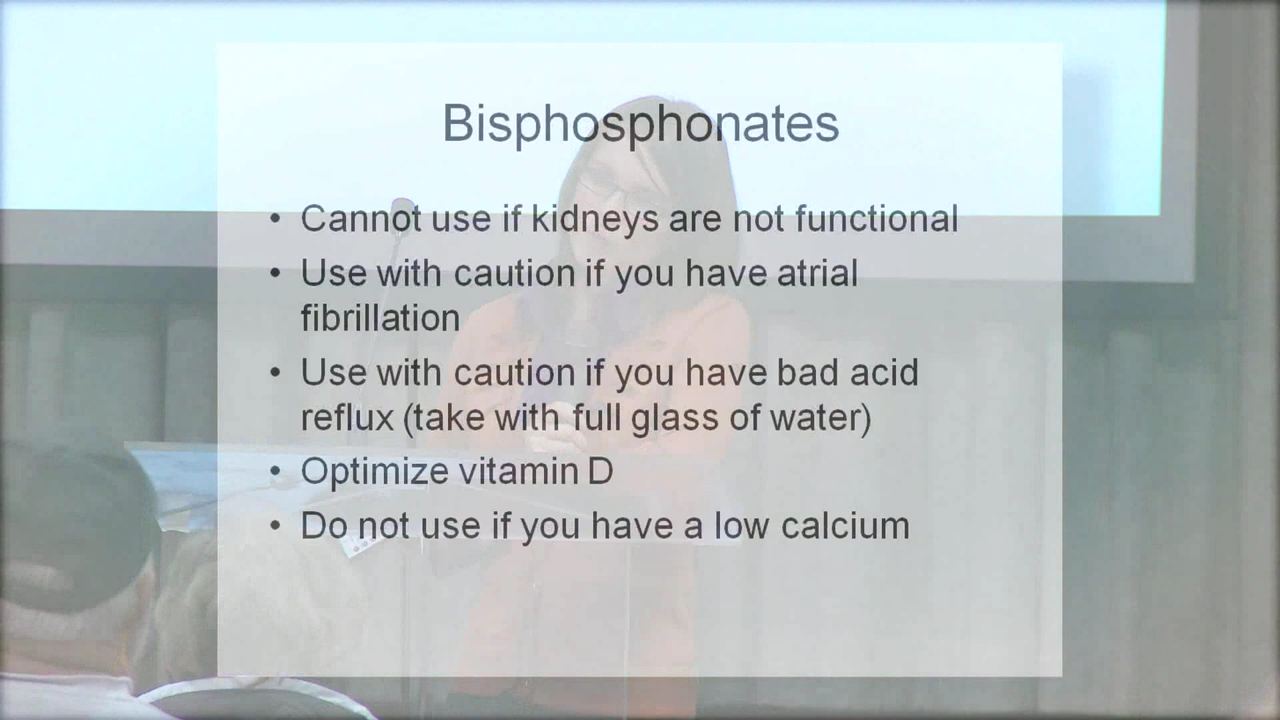 Bisphosphonates
• Cannot use if kidneys are not functional
• Use with caution if you have atrial
fibrillation
• Use with caution if you have bad acid
reflux (take with full glass of water)
• Optimize vitamin D
• Do not use if you have a low calcium